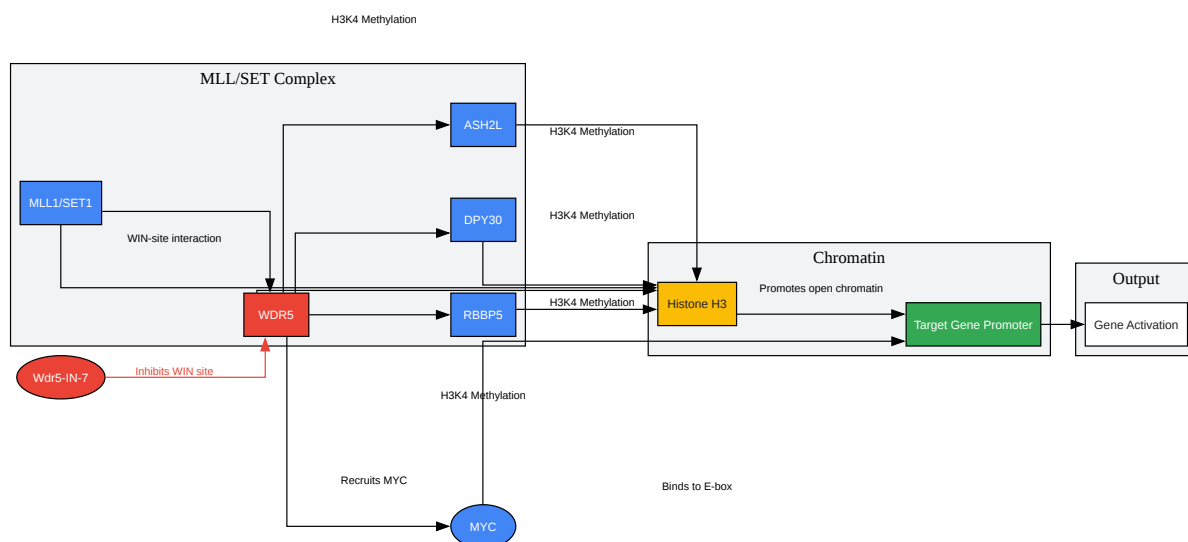 H3K4 Methylation
MLL/SET Complex
ASH2L
H3K4 Methylation
MLL1/SET1
DPY30
H3K4 Methylation
WIN-site interaction
Chromatin
Output
Promotes open chromatin
Histone H3
H3K4 Methylation
WDR5
RBBP5
Target Gene Promoter
Gene Activation
Wdr5-IN-7
Inhibits WIN site
H3K4 Methylation
Recruits MYC
Binds to E-box
MYC